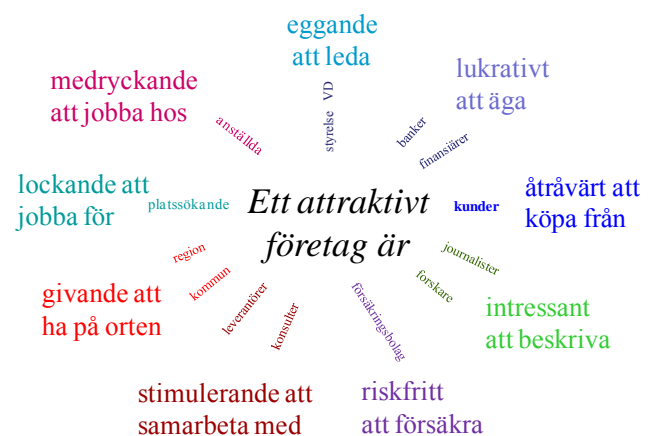 eggande
att leda
lukrativt
att äga
medryckande
att jobba hos
styrelse VD
banker
finansiärer
anställda
lockande att
jobba för
platssökande
Ett attraktivt
företag är
kunder
åtråvärt att
köpa från
region
kommun
leverantörer
konsulter
försäkringsbolag
forskare
journalister
givande att
ha på orten
intressant
att beskriva
stimulerande att
samarbeta med
riskfritt
att försäkra